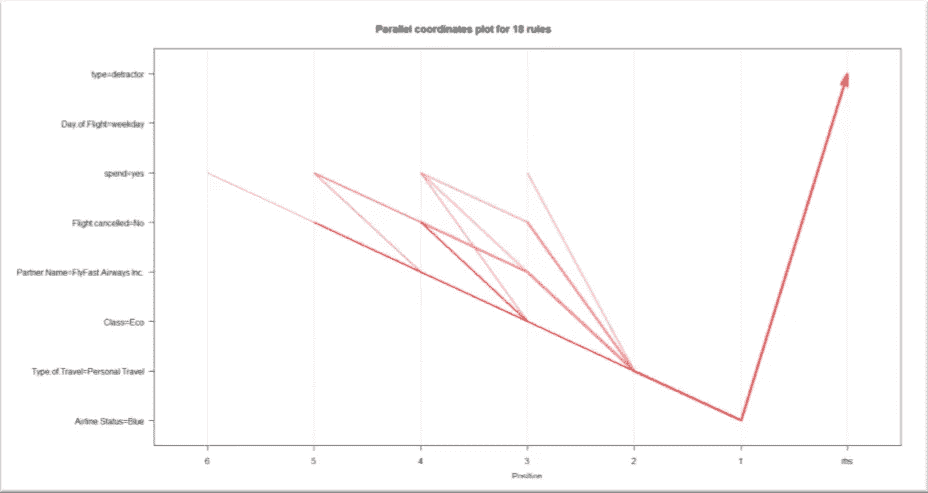 Parallel coordinates plot for 18 rules
type=detractor
Day of Flight=weekday
spend=yes
Flight cancelled=No
Partner Name=FlyFast Airways Inc.
Class=Eco
Type of Travel=Personal Travel
Airline Status=Blue
6 5 4 3 2 1 rhs
Position